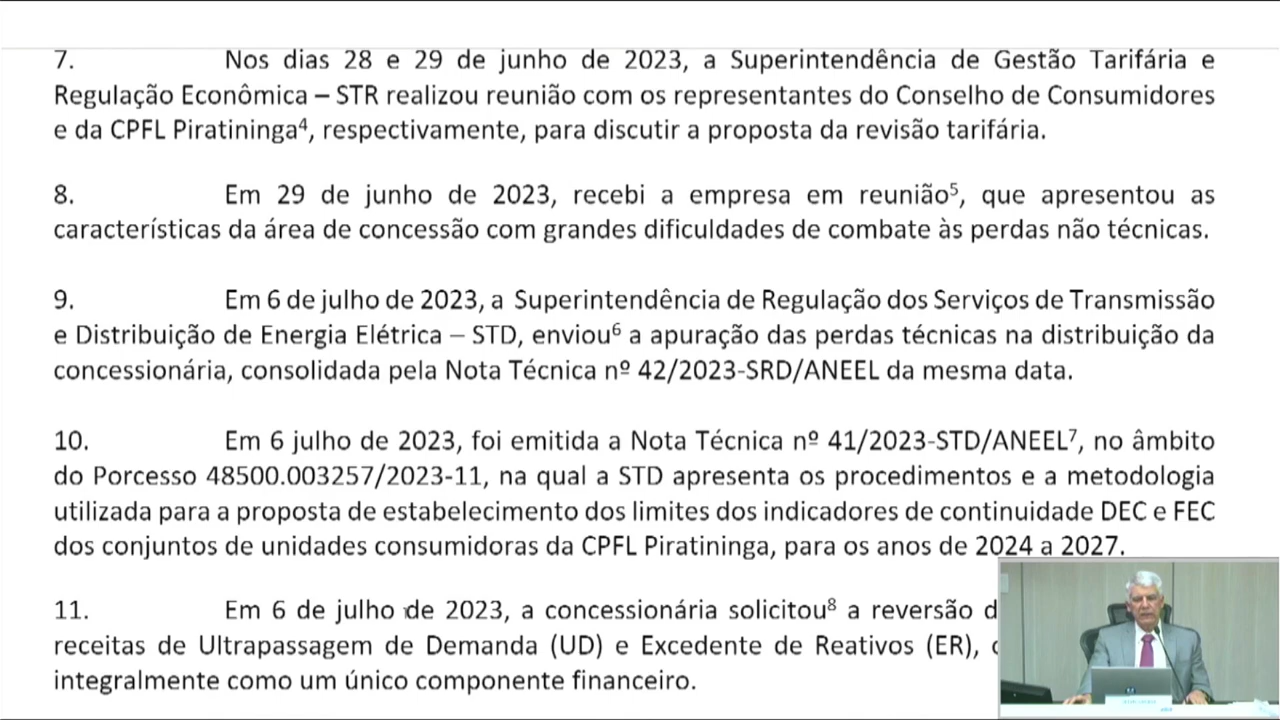 7. Nos dias 28 e 29 de junho de 2023, a Superintendência de Gestão Tarifária e
Regulação Econômica – STR realizou reunião com os representantes do Conselho de Consumidores
e da CPFL Piratininga⁴, respectivamente, para discutir a proposta da revisão tarifária.
8. Em 29 de junho de 2023, recebi a empresa em reunião⁵, que apresentou as
características da área de concessão com grandes dificuldades de combate às perdas não técnicas.
9. Em 6 de julho de 2023, a Superintendência de Regulação dos Serviços de Transmissão
e Distribuição de Energia Elétrica – STD, enviou⁶ a apuração das perdas técnicas na distribuição da
concessionária, consolidada pela Nota Técnica nº 42/2023-SRD/ANEEL da mesma data.
10. Em 6 julho de 2023, foi emitida a Nota Técnica nº 41/2023-STD/ANEEL⁷, no âmbito
do Porcesso 48500.003257/2023-11, na qual a STD apresenta os procedimentos e a metodologia
utilizada para a proposta de estabelecimento dos limites dos indicadores de continuidade DEC e FEC
dos conjuntos de unidades consumidoras da CPFL Piratininga, para os anos de 2024 a 2027.
11. Em 6 de julho de 2023, a concessionária solicitou⁸ a reversão
receitas de Ultrapassagem de Demanda (UD) e Excedente de Reativos (ER),
integralmente como um único componente financeiro.